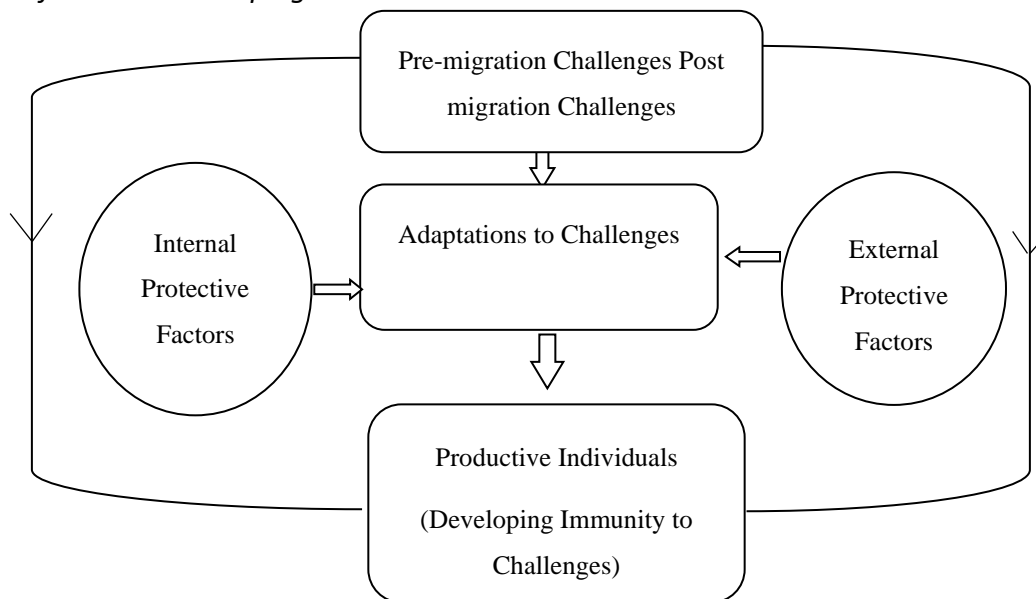 Pre-migration Challenges Post
migration Challenges
Adaptations to Challenges
Internal
Protective
Factors
External
Protective
Factors
Productive Individuals
(Developing Immunity to
Challenges)